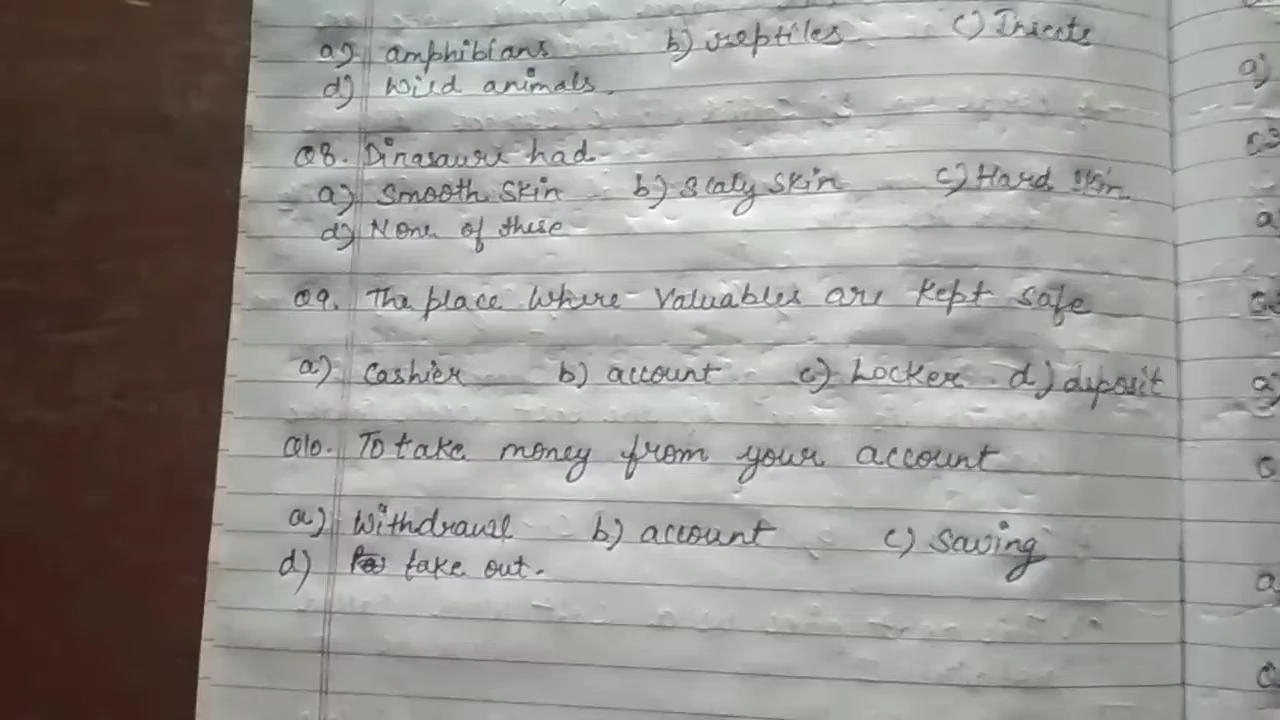 a) amphibians b) reptiles c) Insects
d) Wild animals.
Q8. Dinasaurs had
a) Smooth skin b) Scaly skin c) Hard skin
d) None of these
Q9. The place where valuables are kept safe
a) Cashier b) account c) Locker d) deposit
Q10. To take money from your account
a) Withdrawl b) account c) Saving
d) take out.